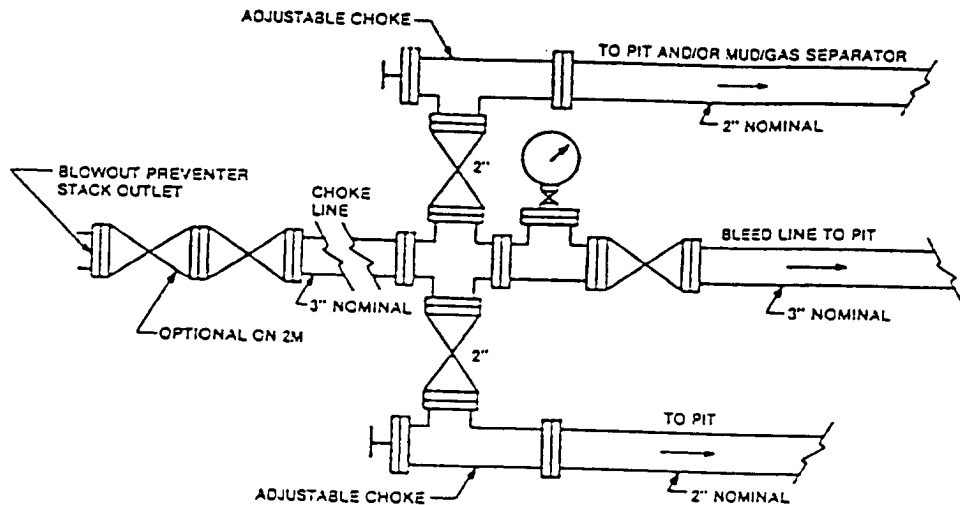 ADJUSTABLE CHOKE
TO PIT AND/OR MUD/GAS SEPARATOR
2" NOMINAL
2"
BLOWOUT PREVENTER
STACK OUTLET
CHOKE
LINE
BLEED LINE TO PIT
3" NOMINAL
3" NOMINAL
OPTIONAL ON 2M
2"
TO PIT
ADJUSTABLE CHOKE
2" NOMINAL